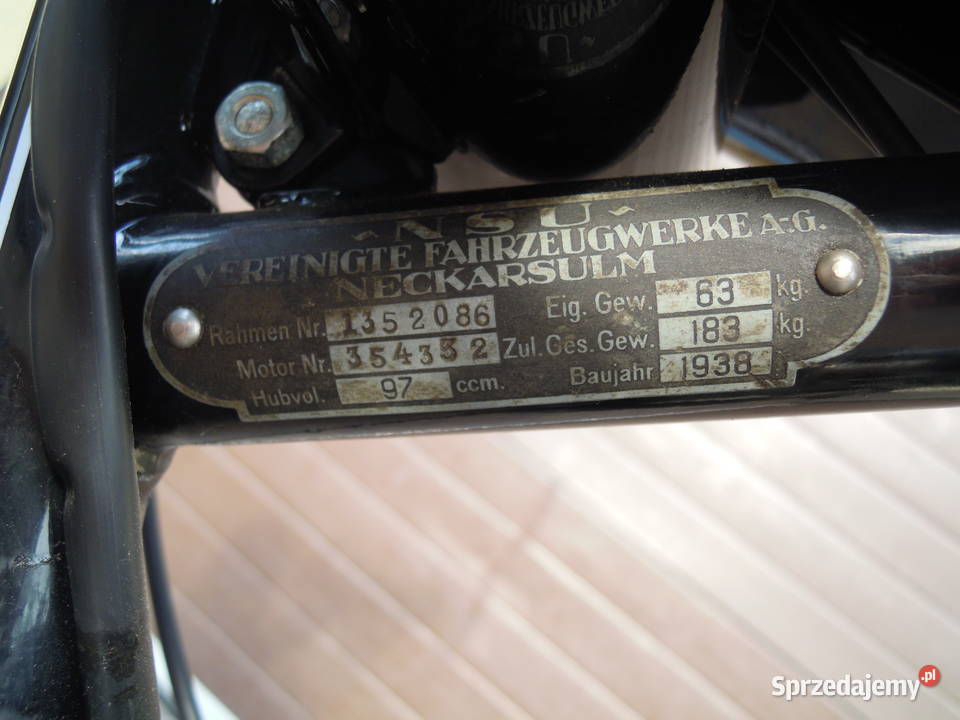 ~NSU~
VEREINIGTE FAHRZEUGWERKE A-G.
NECKARSULM
Rahmen Nr. 1352086 Eig. Gew. 63 kg.
Motor Nr. 354332 Zul. Ges. Gew. 183 kg.
Hubvol. 97 ccm. Baujahr 1938
Sprzedajemy.pl